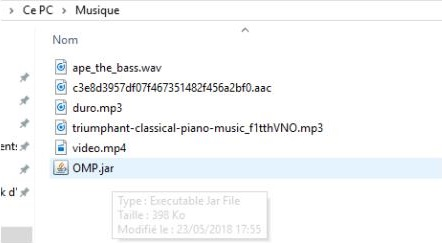 Ce PC > Musique
Nom
ape_the_bass.wav
c3e8d3957df07f467351482f456a2bf0.aac
duro.mp3
triumphant-classical-piano-music_f1tthVNO.mp3
ents:
video.mp4
OMP.jar
k d'
Type : Executable Jar File
Taille : 398 Ko
Modifié le : 23/05/2018 17:55